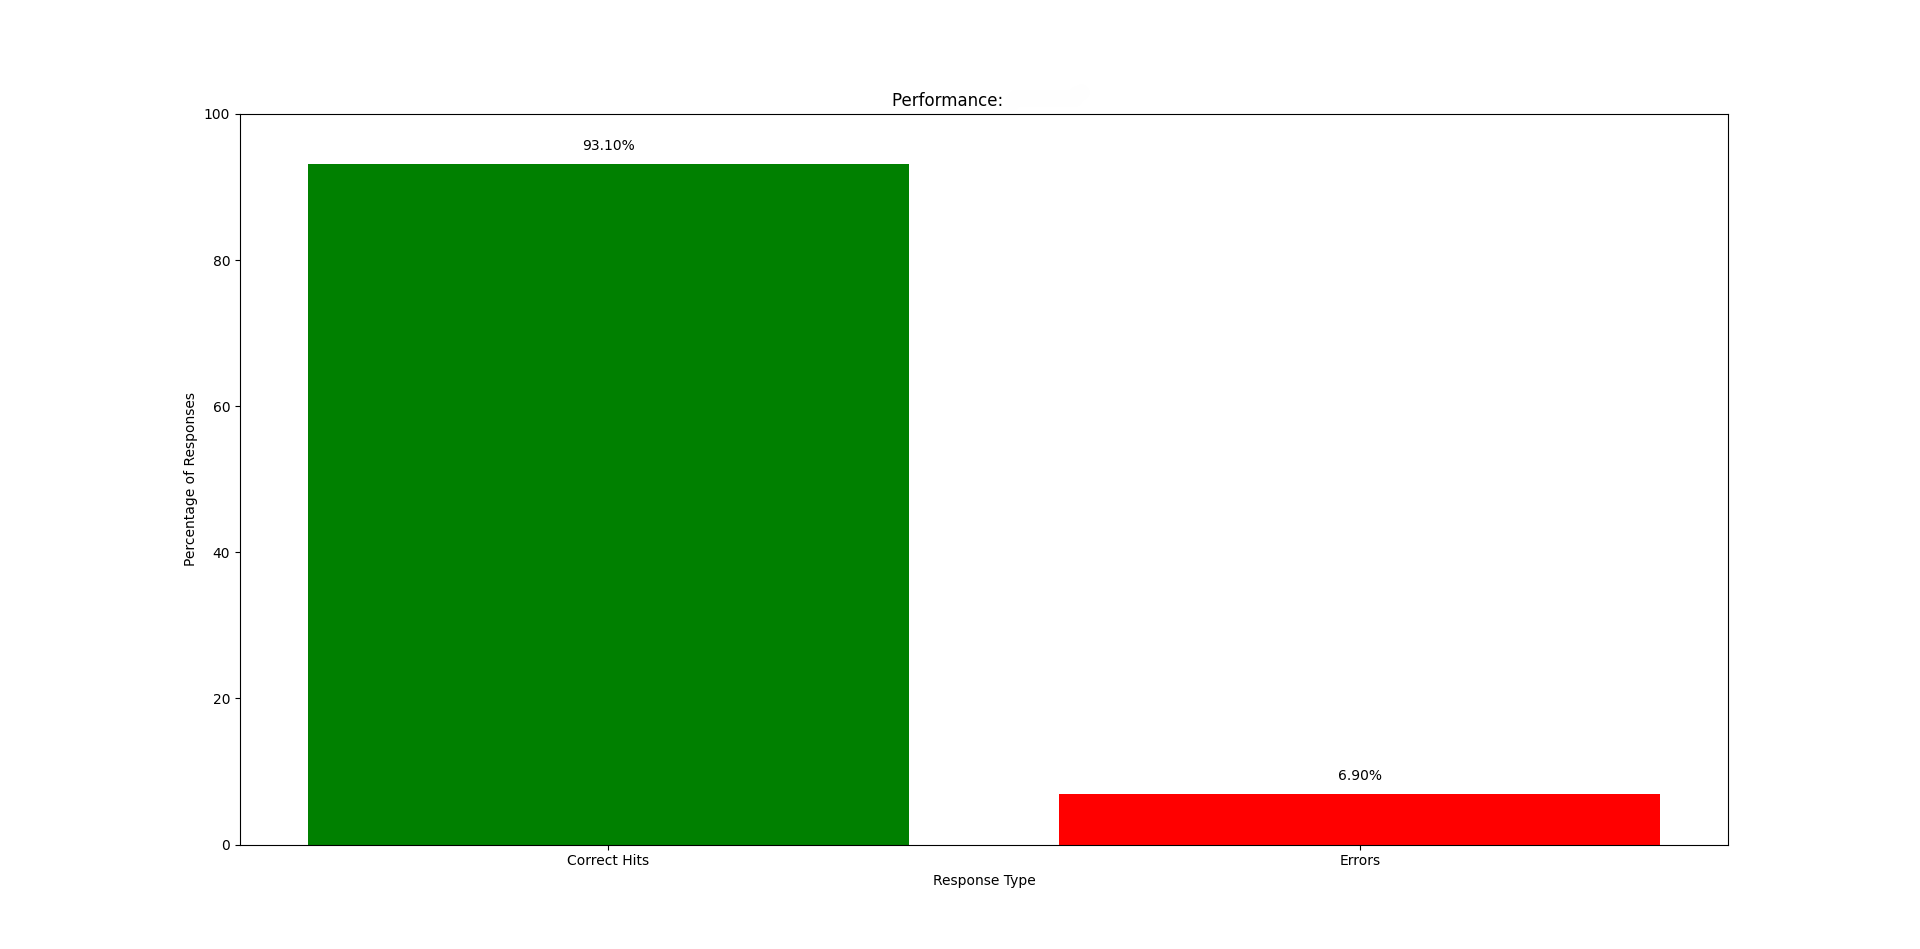 Performance:
100
93.10%
80
60
40
20
6.90%
0
Percentage of Responses
Correct Hits
Errors
Response Type